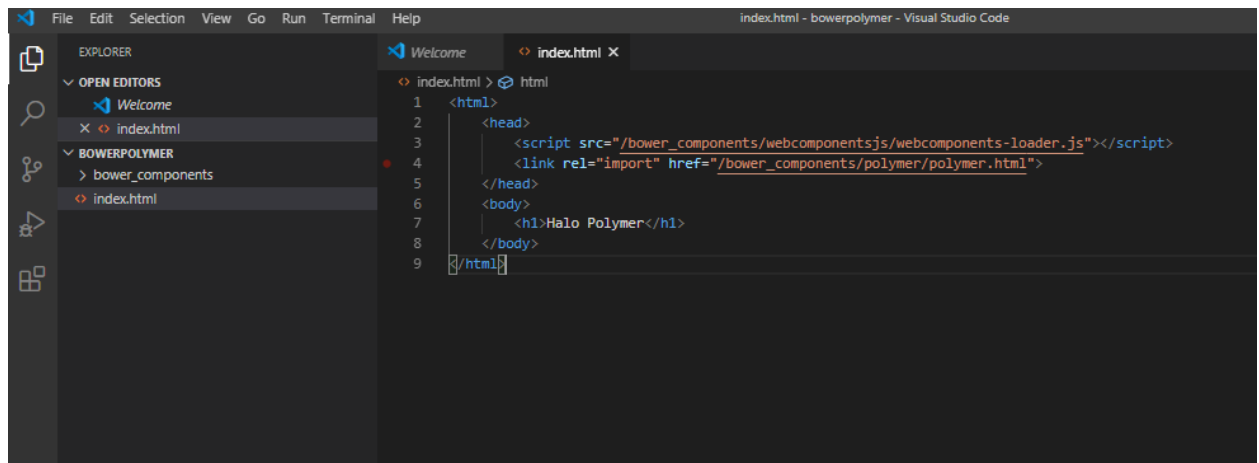 File Edit Selection View Go Run Terminal Help index.html - bowerpolymer - Visual Studio Code
EXPLORER
OPEN EDITORS
Welcome
index.html
BOWERPOLYMER
bower_components
index.html
Welcome index.html
index.html > html
1 <html>
2 <head>
3 <script src="/bower_components/webcomponentsjs/webcomponents-loader.js"></script>
4 <link rel="import" href="/bower_components/polymer/polymer.html">
5 </head>
6 <body>
7 <h1>Halo Polymer</h1>
8 </body>
9 </html>